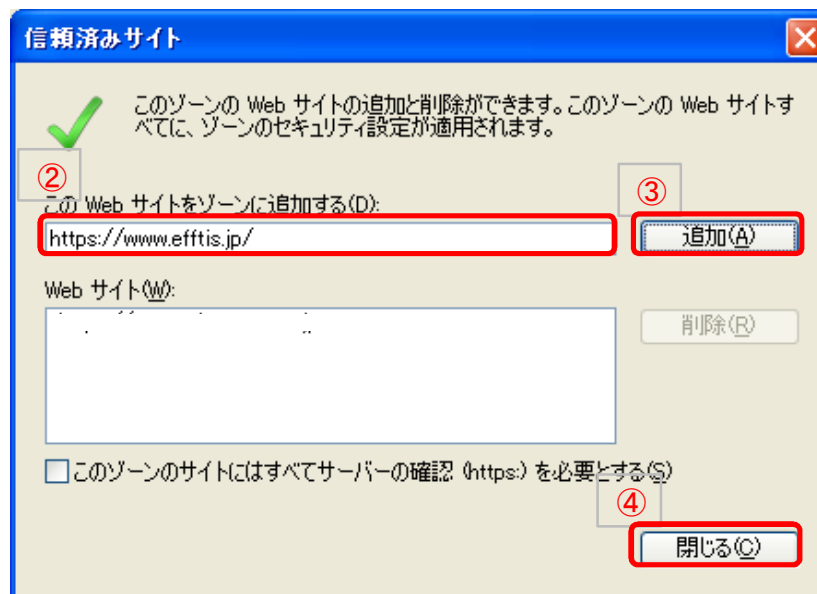 信頼済みサイト
このゾーンの Web サイトの追加と削除ができます。このゾーンの Web サイトす
べてに、ゾーンのセキュリティ設定が適用されます。
②
この Web サイトをゾーンに追加する(D):
③
https://www.efftis.jp/
追加(A)
Web サイト(W):
削除(R)
このゾーンのサイトにはすべてサーバーの確認 (https:) を必要とする(S)
④
閉じる(C)